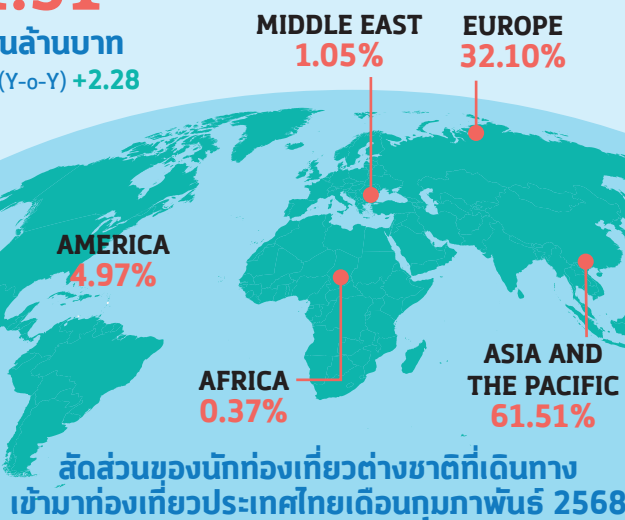 นล้านบาท
(Y-o-Y) +2.28
MIDDLE EAST
1.05%
EUROPE
32.10%
AMERICA
4.97%
AFRICA
0.37%
ASIA AND
THE PACIFIC
61.51%
สัดส่วนของนักท่องเที่ยวต่างชาติที่เดินทาง
เข้ามาท่องเที่ยวประเทศไทยเดือนกุมภาพันธ์ 2568